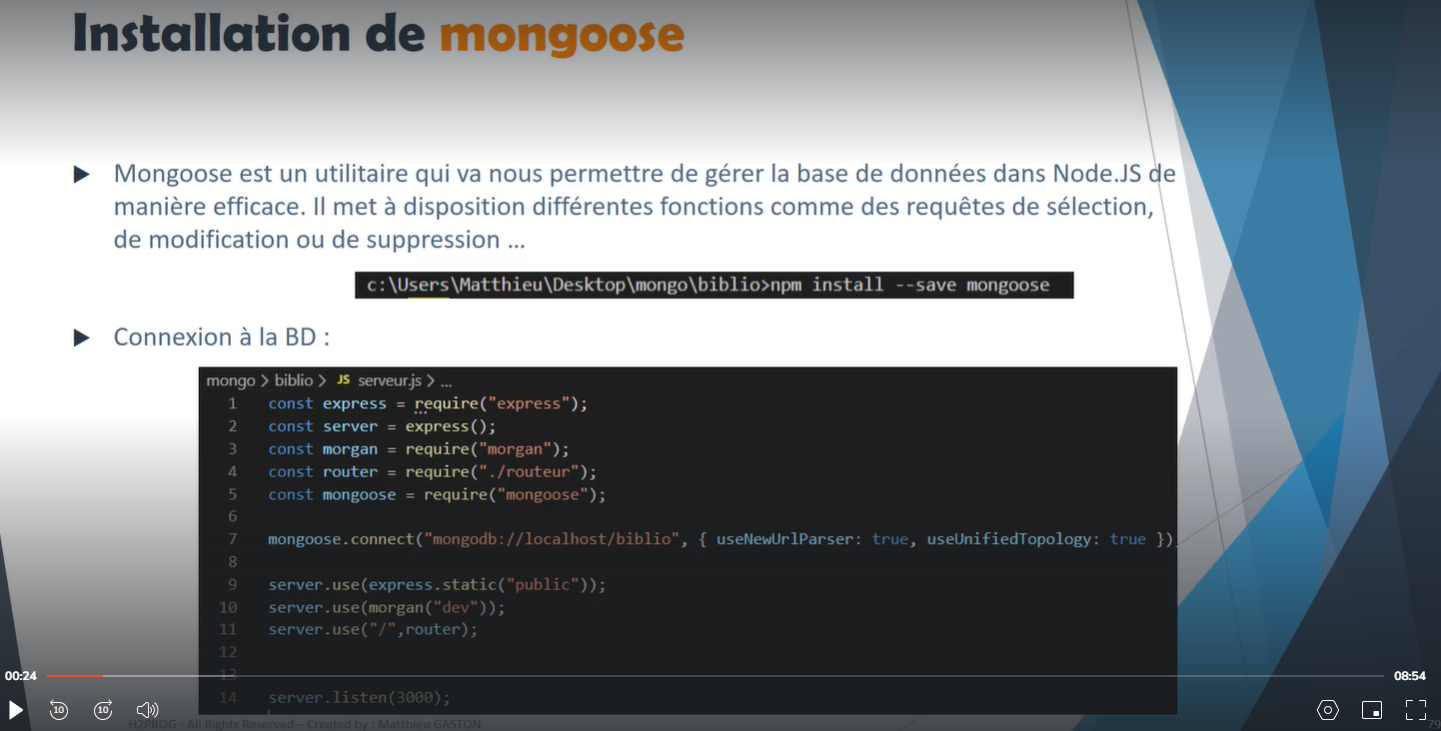 Installation de mongoose
Mongoose est un utilitaire qui va nous permettre de gérer la base de données dans Node.JS de
manière efficace. Il met à disposition différentes fonctions comme des requêtes de sélection,
de modification ou de suppression ...
c:\Users\Matthieu\Desktop\mongo\biblio>npm install --save mongoose
Connexion à la BD :
mongo > biblio > JS serveur.js > ...
1 const express = require("express");
2 const server = express();
3 const morgan = require("morgan");
4 const router = require("./routeur");
5 const mongoose = require("mongoose");
6
7 mongoose.connect("mongodb://localhost/biblio", { useNewUrlParser: true, useUnifiedTopology: true })
8
9 server.use(express.static("public"));
10 server.use(morgan("dev"));
11 server.use("/",router);
12
13
00:24 08:54
14 server.listen(3000);
10 10
H2PROG - All Rights Reserved – Created by : Matthieu GASTON
79